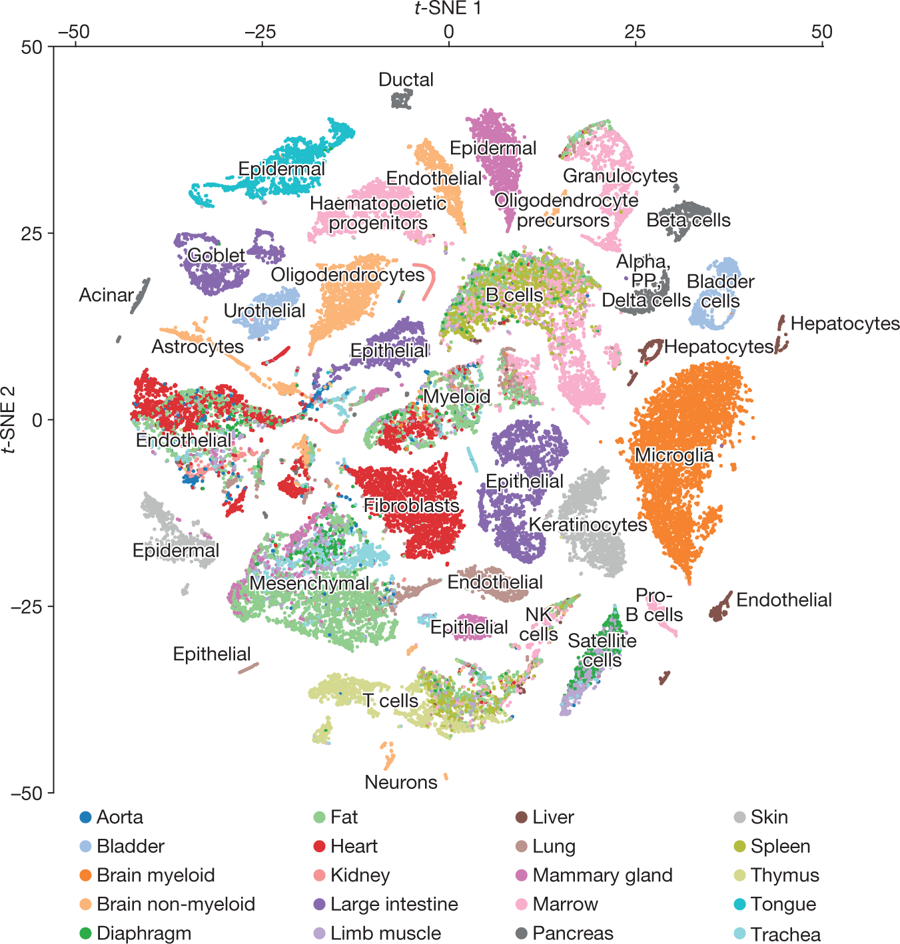 t-SNE 1
−50 −25 0 25 50
50
Ductal
Epidermal
Epidermal
Endothelial
Granulocytes
Haematopoietic
progenitors
Oligodendrocyte
precursors
Beta cells
25
Goblet
Oligodendrocytes
Alpha,
PP,
Delta cells
Bladder
cells
Acinar
B cells
Urothelial
Hepatocytes
Astrocytes
Epithelial
Hepatocytes
Myeloid
t-SNE 2
0
Endothelial
Microglia
Epithelial
Fibroblasts
Keratinocytes
Epidermal
Mesenchymal
Endothelial
−25
Pro-
B cells
Endothelial
NK
cells
Epithelial
Satellite
cells
Epithelial
T cells
Neurons
−50
Aorta
Bladder
Brain myeloid
Brain non-myeloid
Diaphragm
Fat
Heart
Kidney
Large intestine
Limb muscle
Liver
Lung
Mammary gland
Marrow
Pancreas
Skin
Spleen
Thymus
Tongue
Trachea